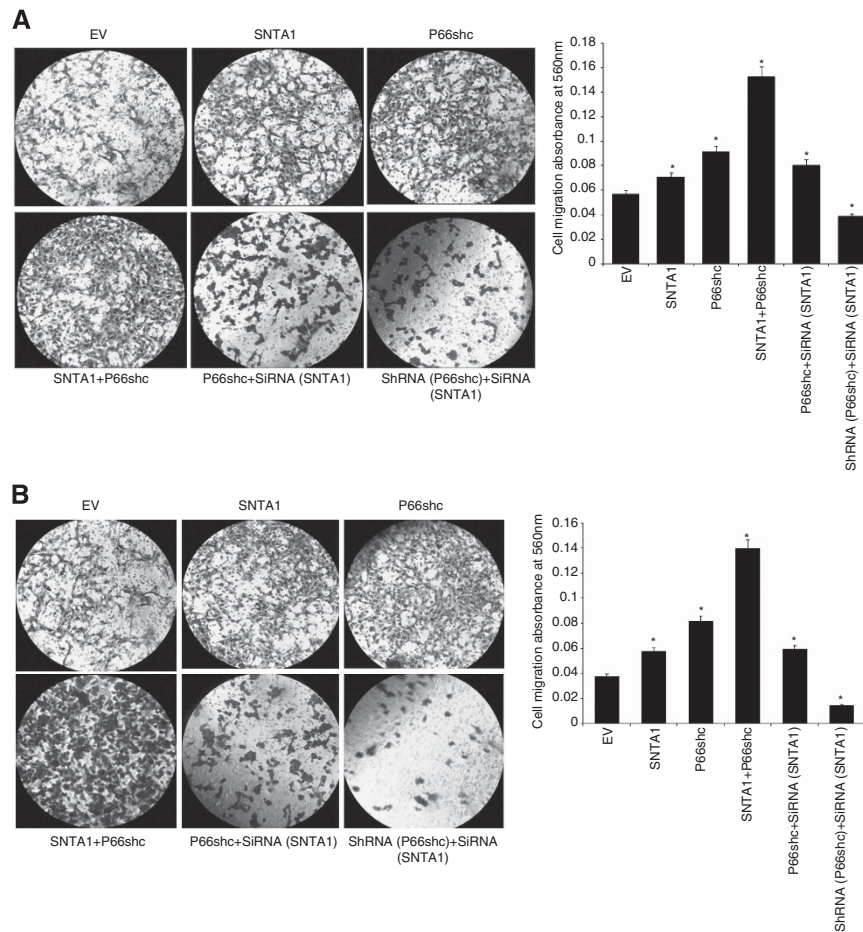 A
EV
SNTA1
P66shc
SNTA1+P66shc
P66shc+SiRNA (SNTA1)
ShRNA (P66shc)+SiRNA
(SNTA1)
Cell migration absorbance at 560nm
0.18
0.16
0.14
0.12
0.1
0.08
0.06
0.04
0.02
0
*
*
*
*
*
EV
SNTA1
P66shc
SNTA1+P66shc
P66shc+SiRNA (SNTA1)
ShRNA (P66shc)+SiRNA (SNTA1)
B
EV
SNTA1
P66shc
SNTA1+P66shc
P66shc+SiRNA (SNTA1)
ShRNA (P66shc)+SiRNA
(SNTA1)
Cell migration absorbance at 560nm
0.16
0.14
0.12
0.1
0.08
0.06
0.04
0.02
0
*
*
*
*
*
EV
SNTA1
P66shc
SNTA1+P66shc
P66shc+SiRNA (SNTA1)
ShRNA (P66shc)+SiRNA (SNTA1)